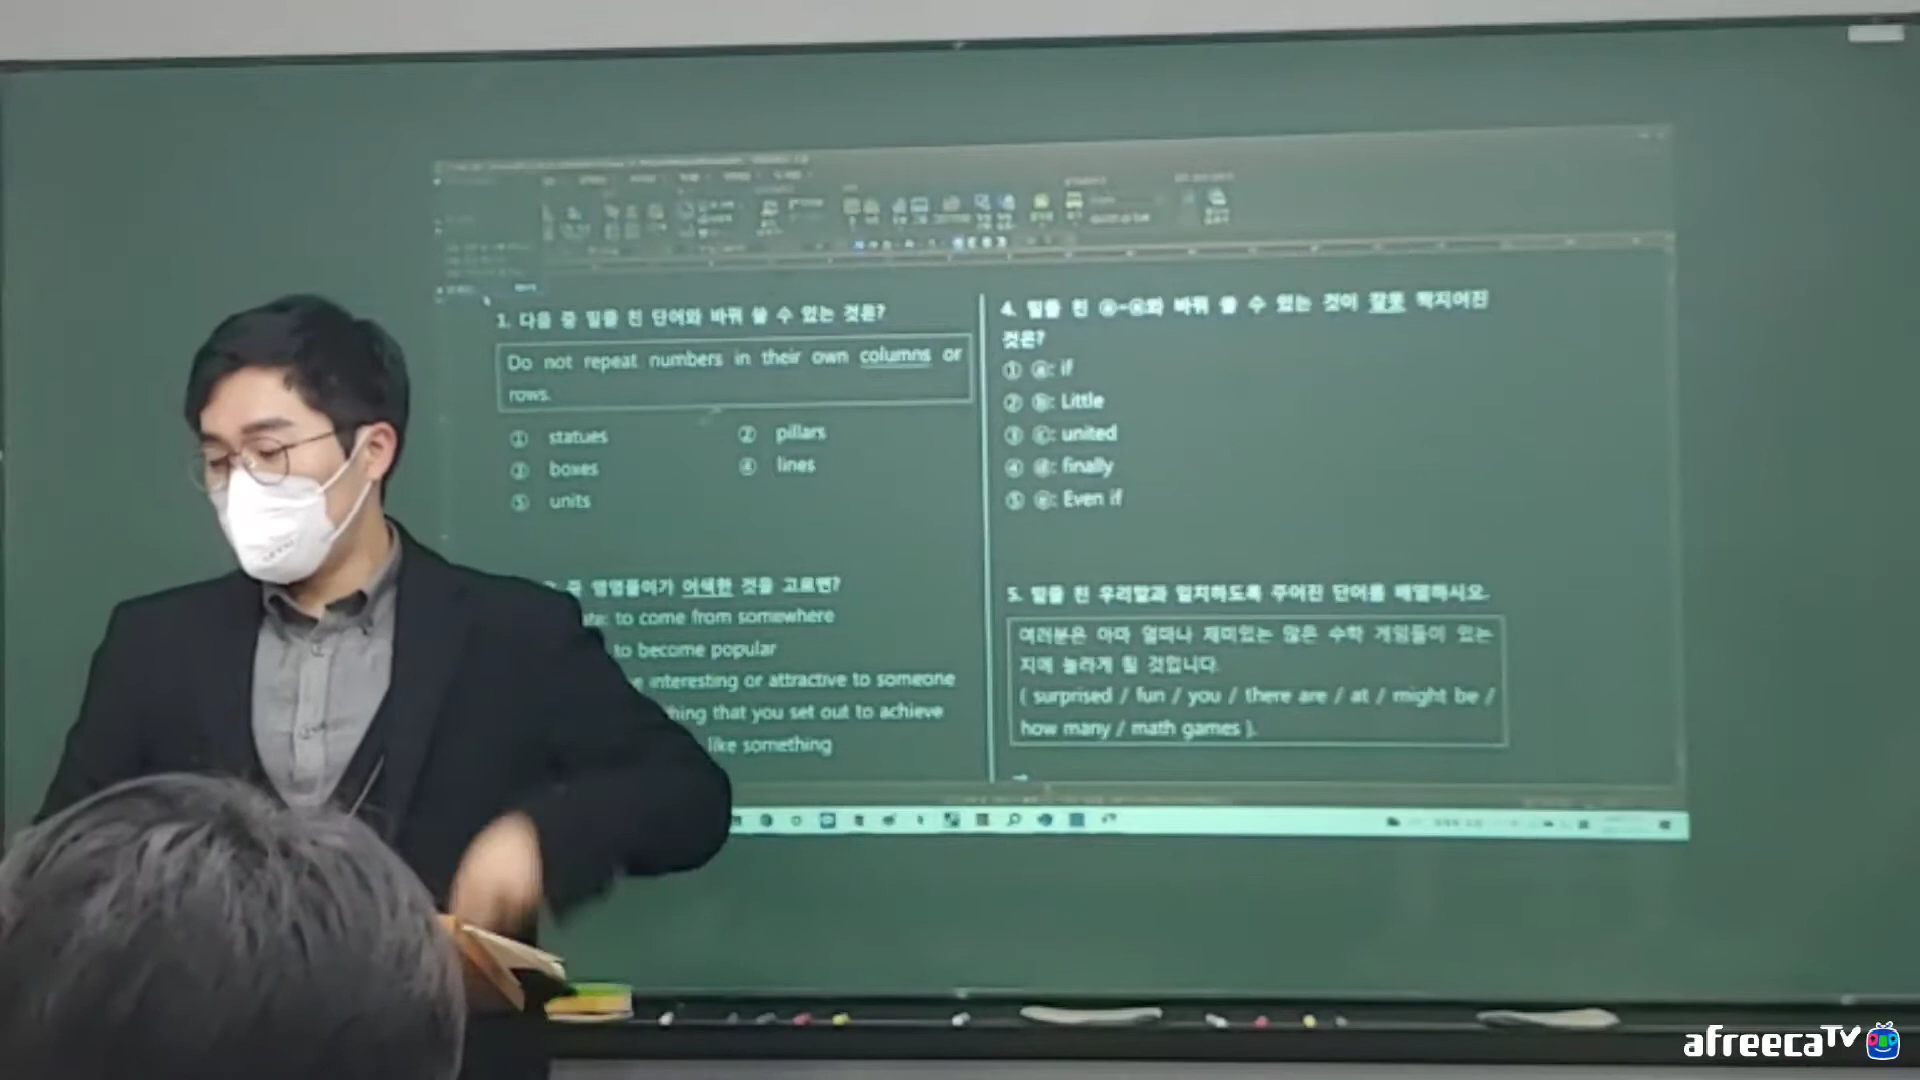 1. 다음 중 밑줄 친 단어와 바꿔 쓸 수 있는 것은?
Do not repeat numbers in their own columns or
rows.
① statues
② pillars
③ boxes
④ lines
⑤ units
중 영영풀이가 어색한 것을 고르면?
ate: to come from somewhere
to become popular
e interesting or attractive to someone
hing that you set out to achieve
like something
4. 밑줄 친 ⓐ~ⓔ와 바꿔 쓸 수 있는 것이 잘못 짝지어진
것은?
① ⓐ: if
② ⓑ: Little
③ ⓒ: united
④ ⓓ: finally
⑤ ⓔ: Even if
5. 밑줄 친 우리말과 일치하도록 주어진 단어를 배열하시오.
여러분은 아마 얼마나 재미있는 많은 수학 게임들이 있는
지에 놀라게 될 것입니다.
( surprised / fun / you / there are / at / might be /
how many / math games ).
→
afreecaTV